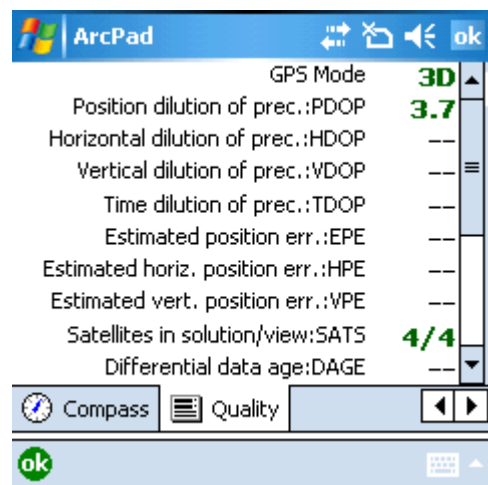 ArcPad ok
GPS Mode 3D
Position dilution of prec.:PDOP 3.7
Horizontal dilution of prec.:HDOP --
Vertical dilution of prec.:VDOP --
Time dilution of prec.:TDOP --
Estimated position err.:EPE --
Estimated horiz. position err.:HPE --
Estimated vert. position err.:VPE --
Satellites in solution/view:SATS 4/4
Differential data age:DAGE --
Compass Quality
ok